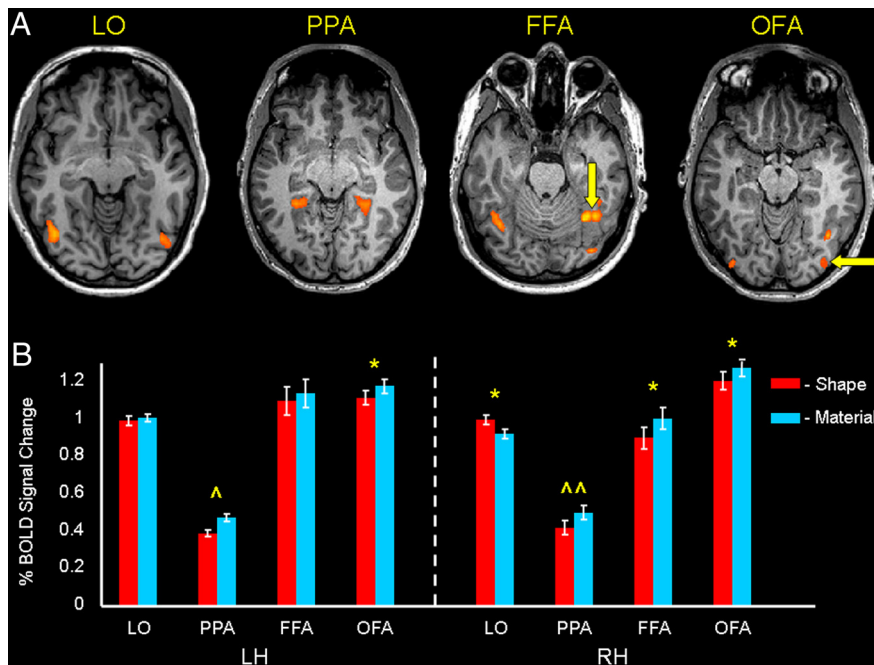 A
LO PPA FFA OFA
B
% BOLD Signal Change
1.2
1
0.8
0.6
0.4
0.2
0
* * * *
^ ^^
- Shape
- Material
LO PPA FFA OFA LO PPA FFA OFA
LH RH